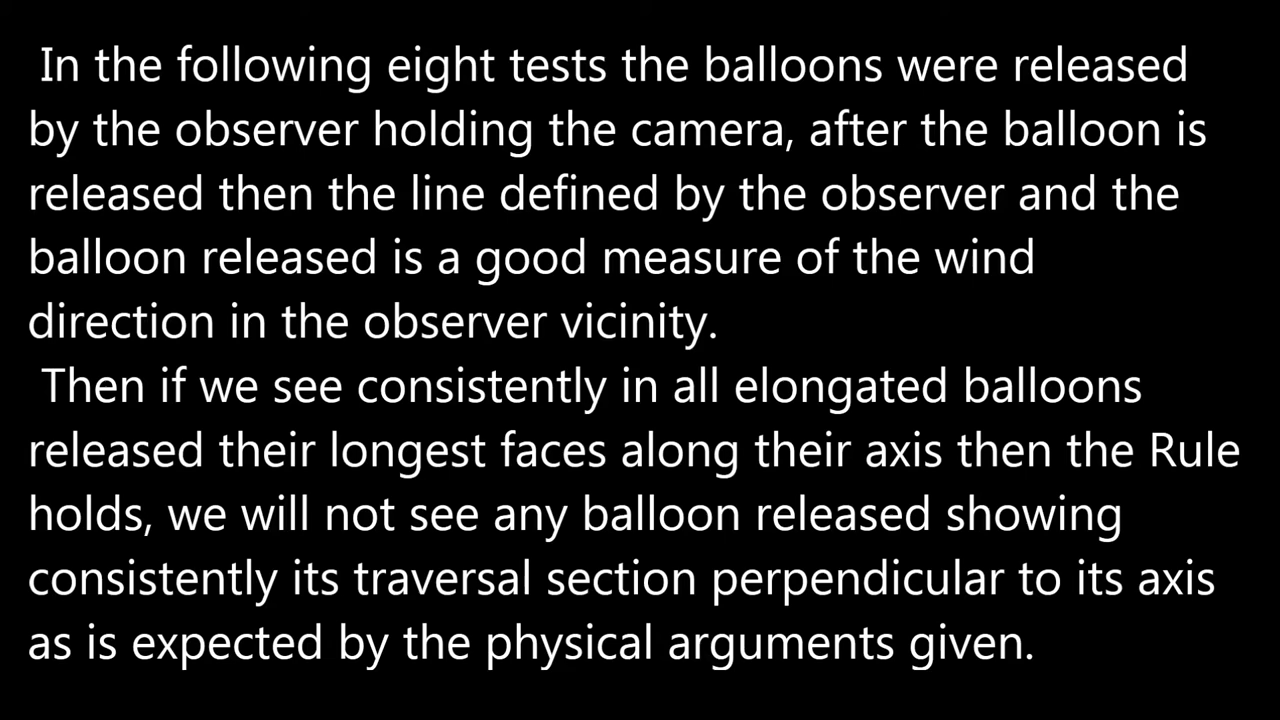 In the following eight tests the balloons were released
by the observer holding the camera, after the balloon is
released then the line defined by the observer and the
balloon released is a good measure of the wind
direction in the observer vicinity.
Then if we see consistently in all elongated balloons
released their longest faces along their axis then the Rule
holds, we will not see any balloon released showing
consistently its traversal section perpendicular to its axis
as is expected by the physical arguments given.